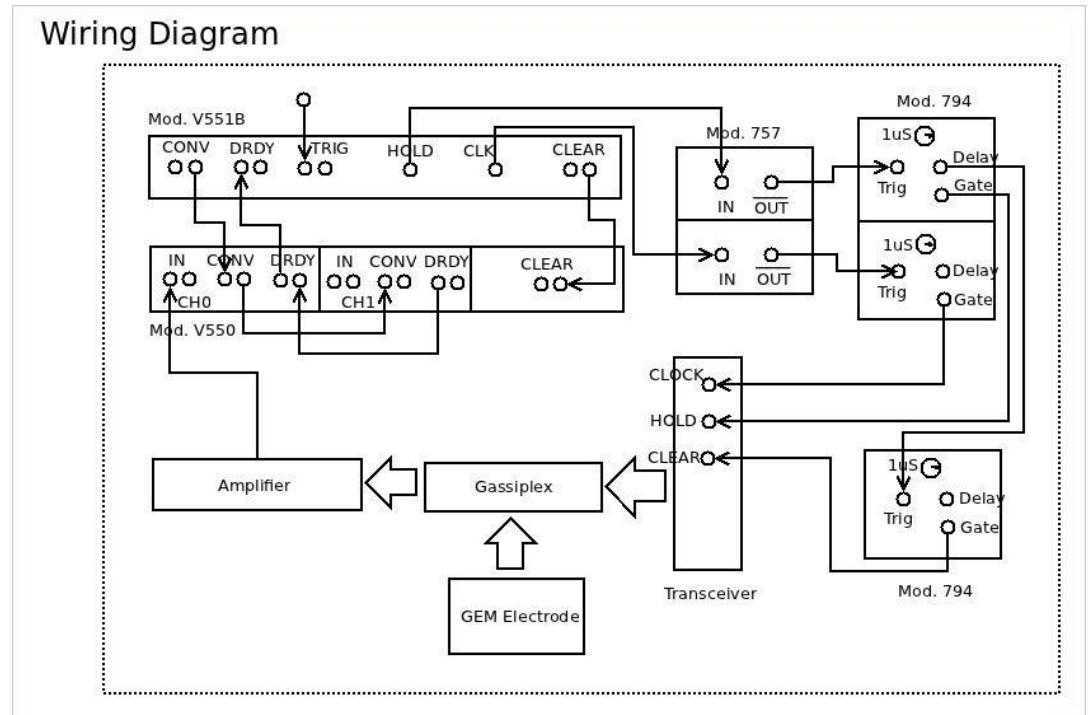 Wiring Diagram
Mod. V551B
CONV DRDY TRIG HOLD CLK CLEAR
IN CONV DRDY IN CONV DRDY CLEAR
CH0 CH1
Mod. V550
Mod. 757
IN OUT
IN OUT
Mod. 794
1uS
Delay
Trig Gate
1uS
Delay
Trig Gate
CLOCK
HOLD
CLEAR
Transceiver
1uS
Delay
Trig Gate
Mod. 794
Amplifier
Gassiplex
GEM Electrode